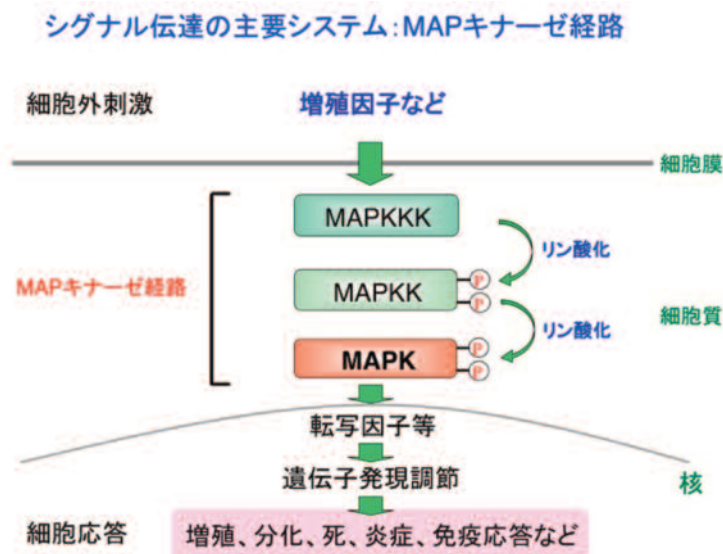 シグナル伝達の主要システム:MAPキナーゼ経路
細胞外刺激
増殖因子など
細胞膜
MAPKKK
リン酸化
P
MAPキナーゼ経路
MAPKK
P
細胞質
リン酸化
P
MAPK
P
転写因子等
遺伝子発現調節
核
細胞応答
増殖、分化、死、炎症、免疫応答など